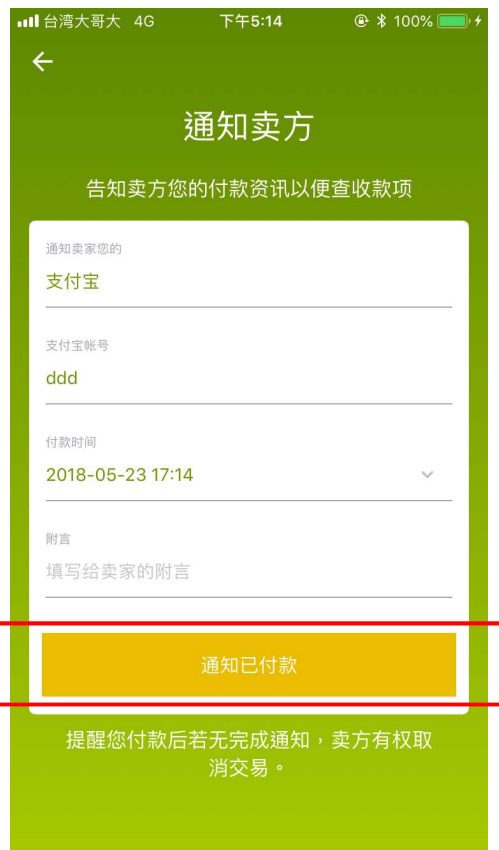 台湾大哥大 4G 下午5:14 100%
通知卖方
告知卖方您的付款资讯以便查收款项
通知卖家您的
支付宝
支付宝帐号
ddd
付款时间
2018-05-23 17:14
附言
填写给卖家的附言
通知已付款
提醒您付款后若无完成通知，卖方有权取
消交易。